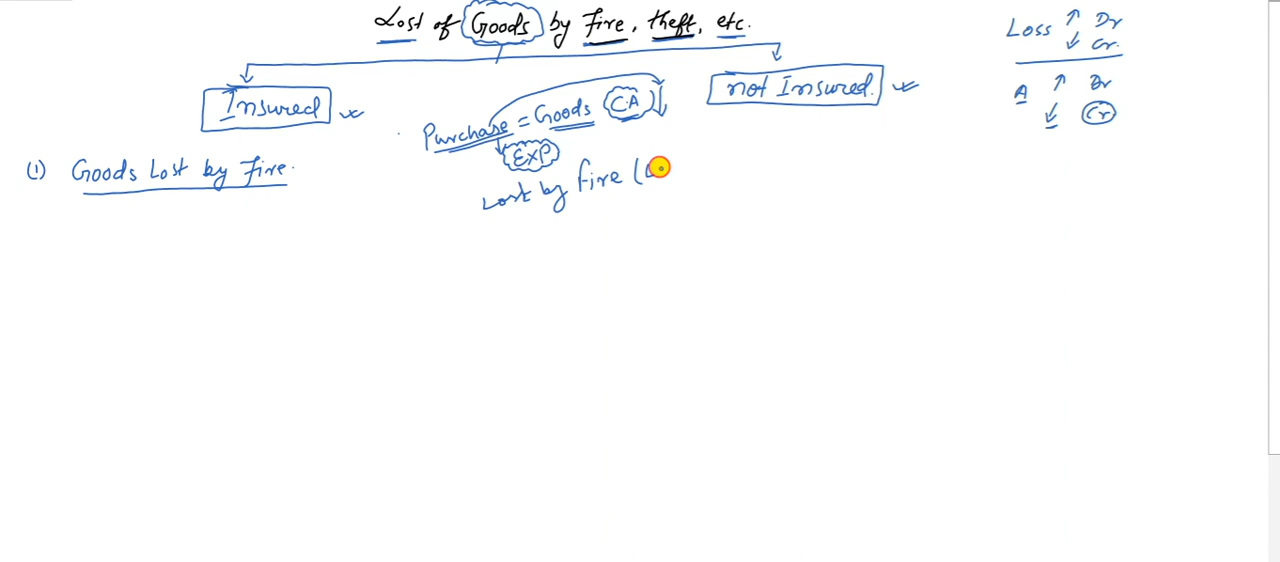 Lost of Goods by Fire, theft, etc.
Loss ↑ Dr
↓ Cr.
Insured
not Insured.
A ↑ Dr
↓ Cr
Purchase = Goods (CA) ↓
EXP
(1) Goods Lost by Fire.
Lost by fire (